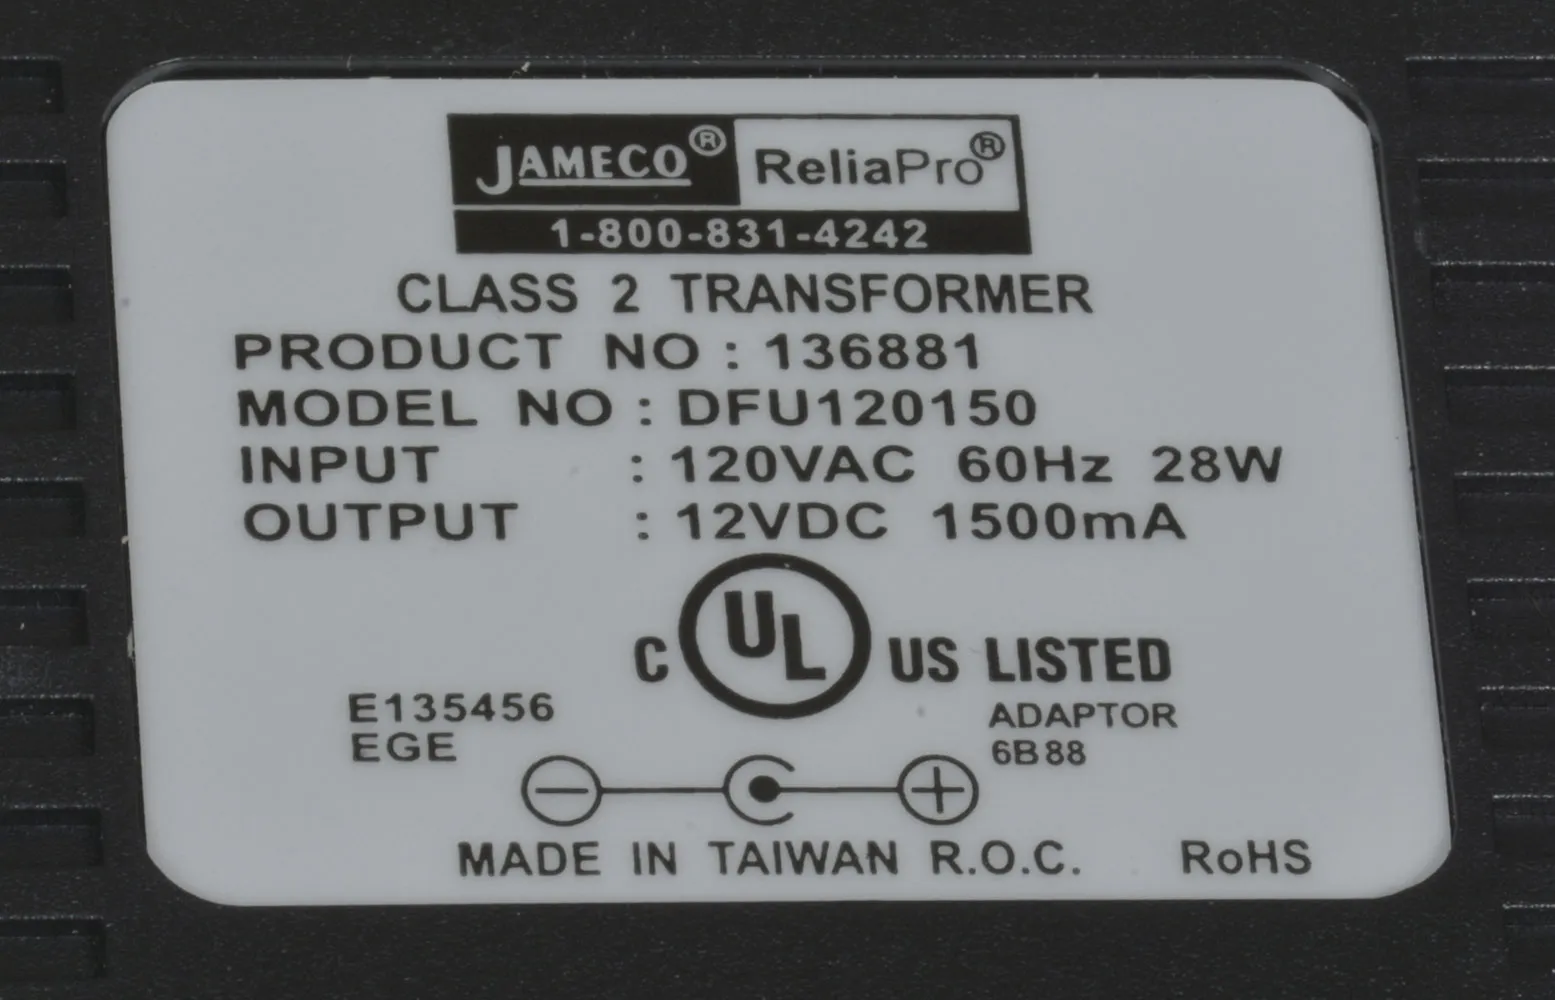 JAMECO® ReliaPro®
1-800-831-4242
CLASS 2 TRANSFORMER
PRODUCT NO : 136881
MODEL NO : DFU120150
INPUT : 120VAC 60Hz 28W
OUTPUT : 12VDC 1500mA
C UL US LISTED
E135456 ADAPTOR
EGE 6B88
MADE IN TAIWAN R.O.C. RoHS